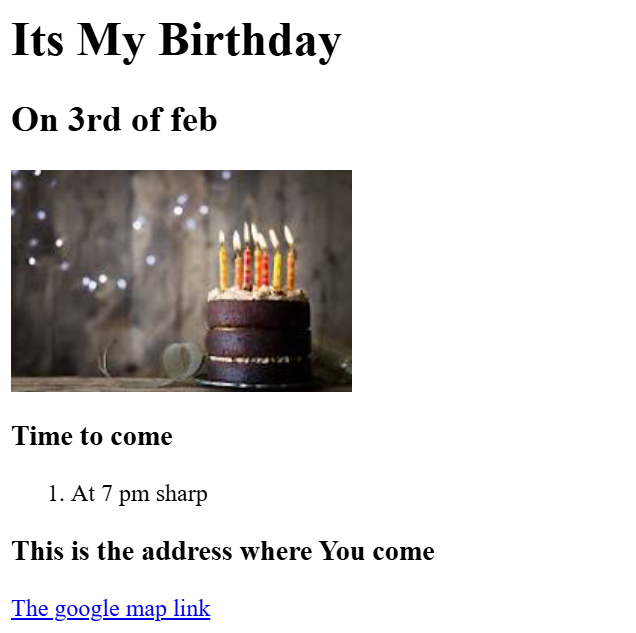 Its My Birthday
On 3rd of feb
Time to come
1. At 7 pm sharp
This is the address where You come
The google map link